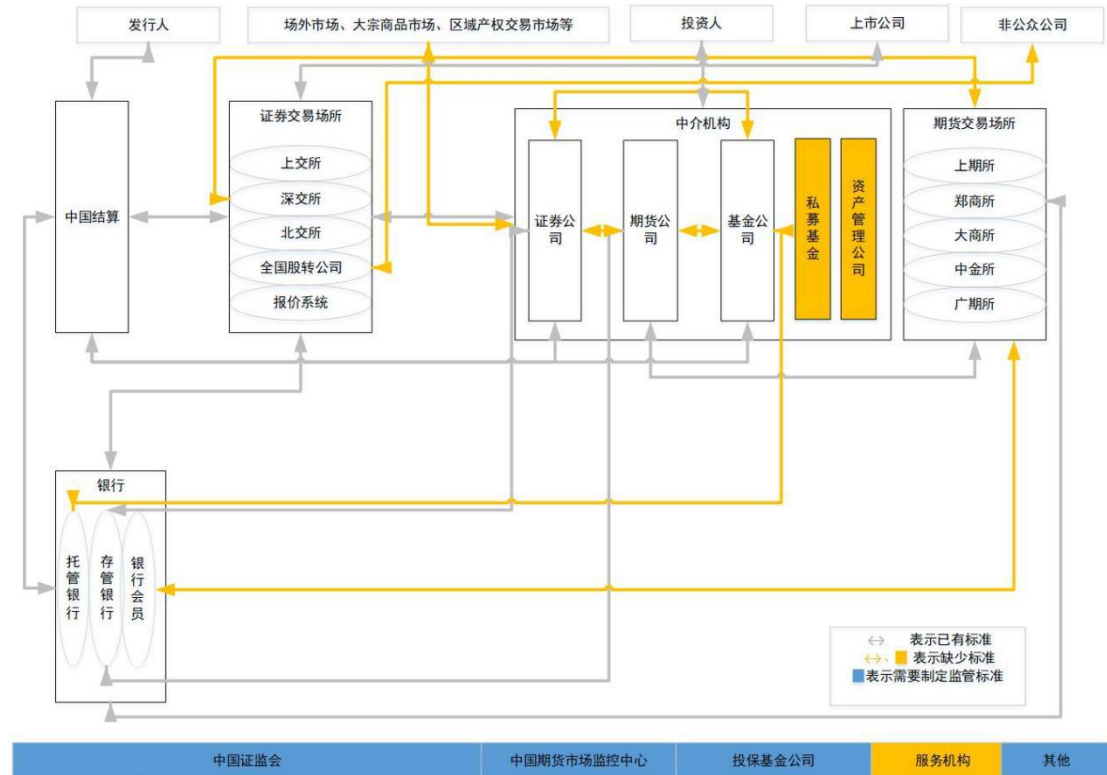 发行人
场外市场、大宗商品市场、区域产权交易市场等
投资人
上市公司
非公众公司
中国结算
证券交易场所
上交所
深交所
北交所
全国股转公司
报价系统
中介机构
证券公司
期货公司
基金公司
私募基金
资产管理公司
期货交易场所
上期所
郑商所
大商所
中金所
广期所
银行
托管银行
存管银行
银行会员
表示已有标准
、表示缺少标准
表示需要制定监管标准
中国证监会
中国期货市场监控中心
投保基金公司
服务机构
其他